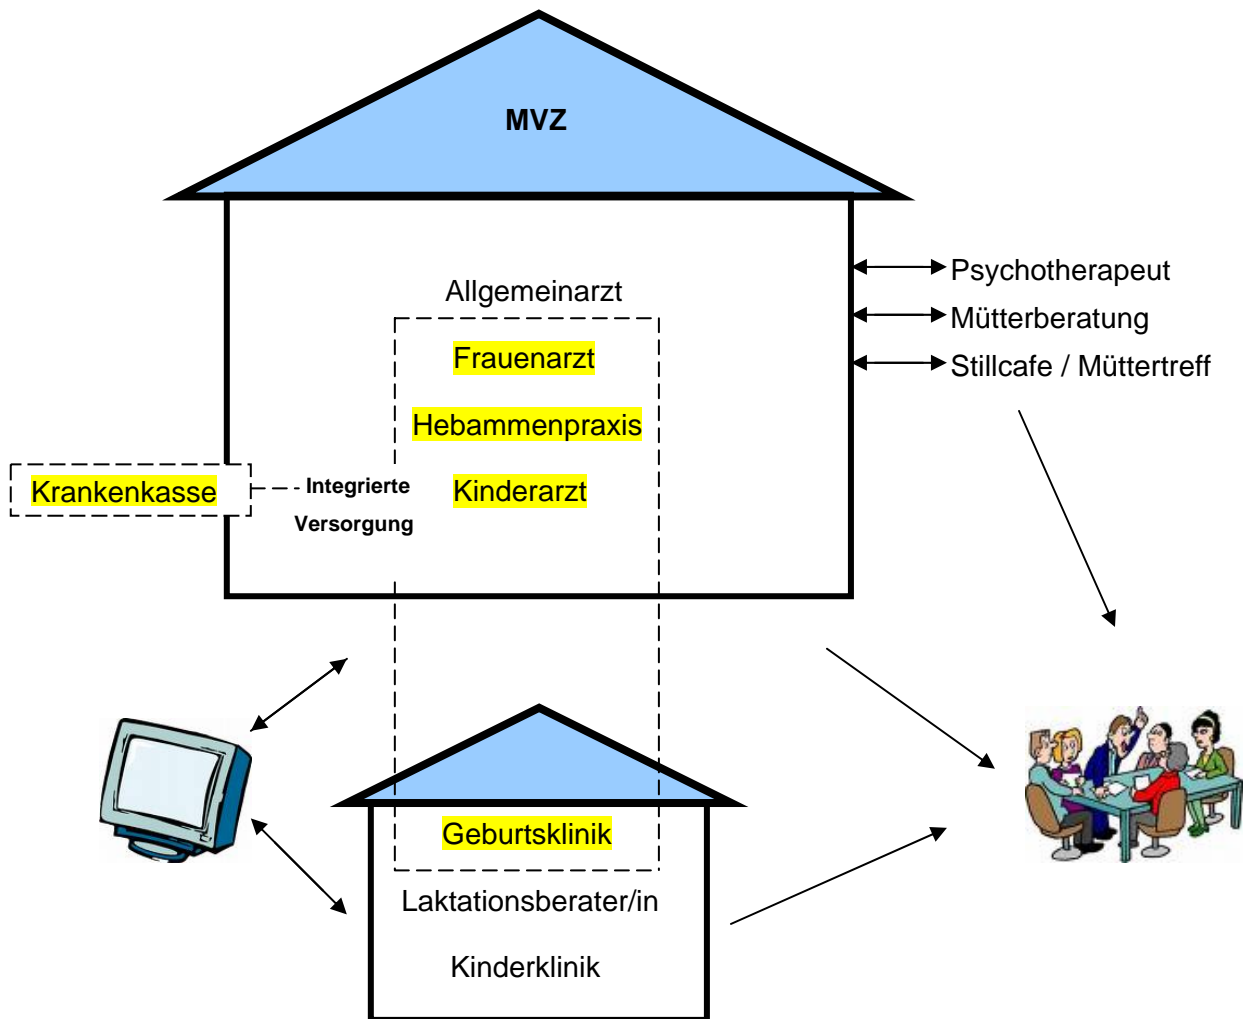 MVZ
Psychotherapeut
Allgemeinarzt
Mütterberatung
Frauenarzt
Stillcafe / Müttertreff
Hebammenpraxis
Krankenkasse
Integrierte
Versorgung
Kinderarzt
Geburtsklinik
Laktationsberater/in
Kinderklinik